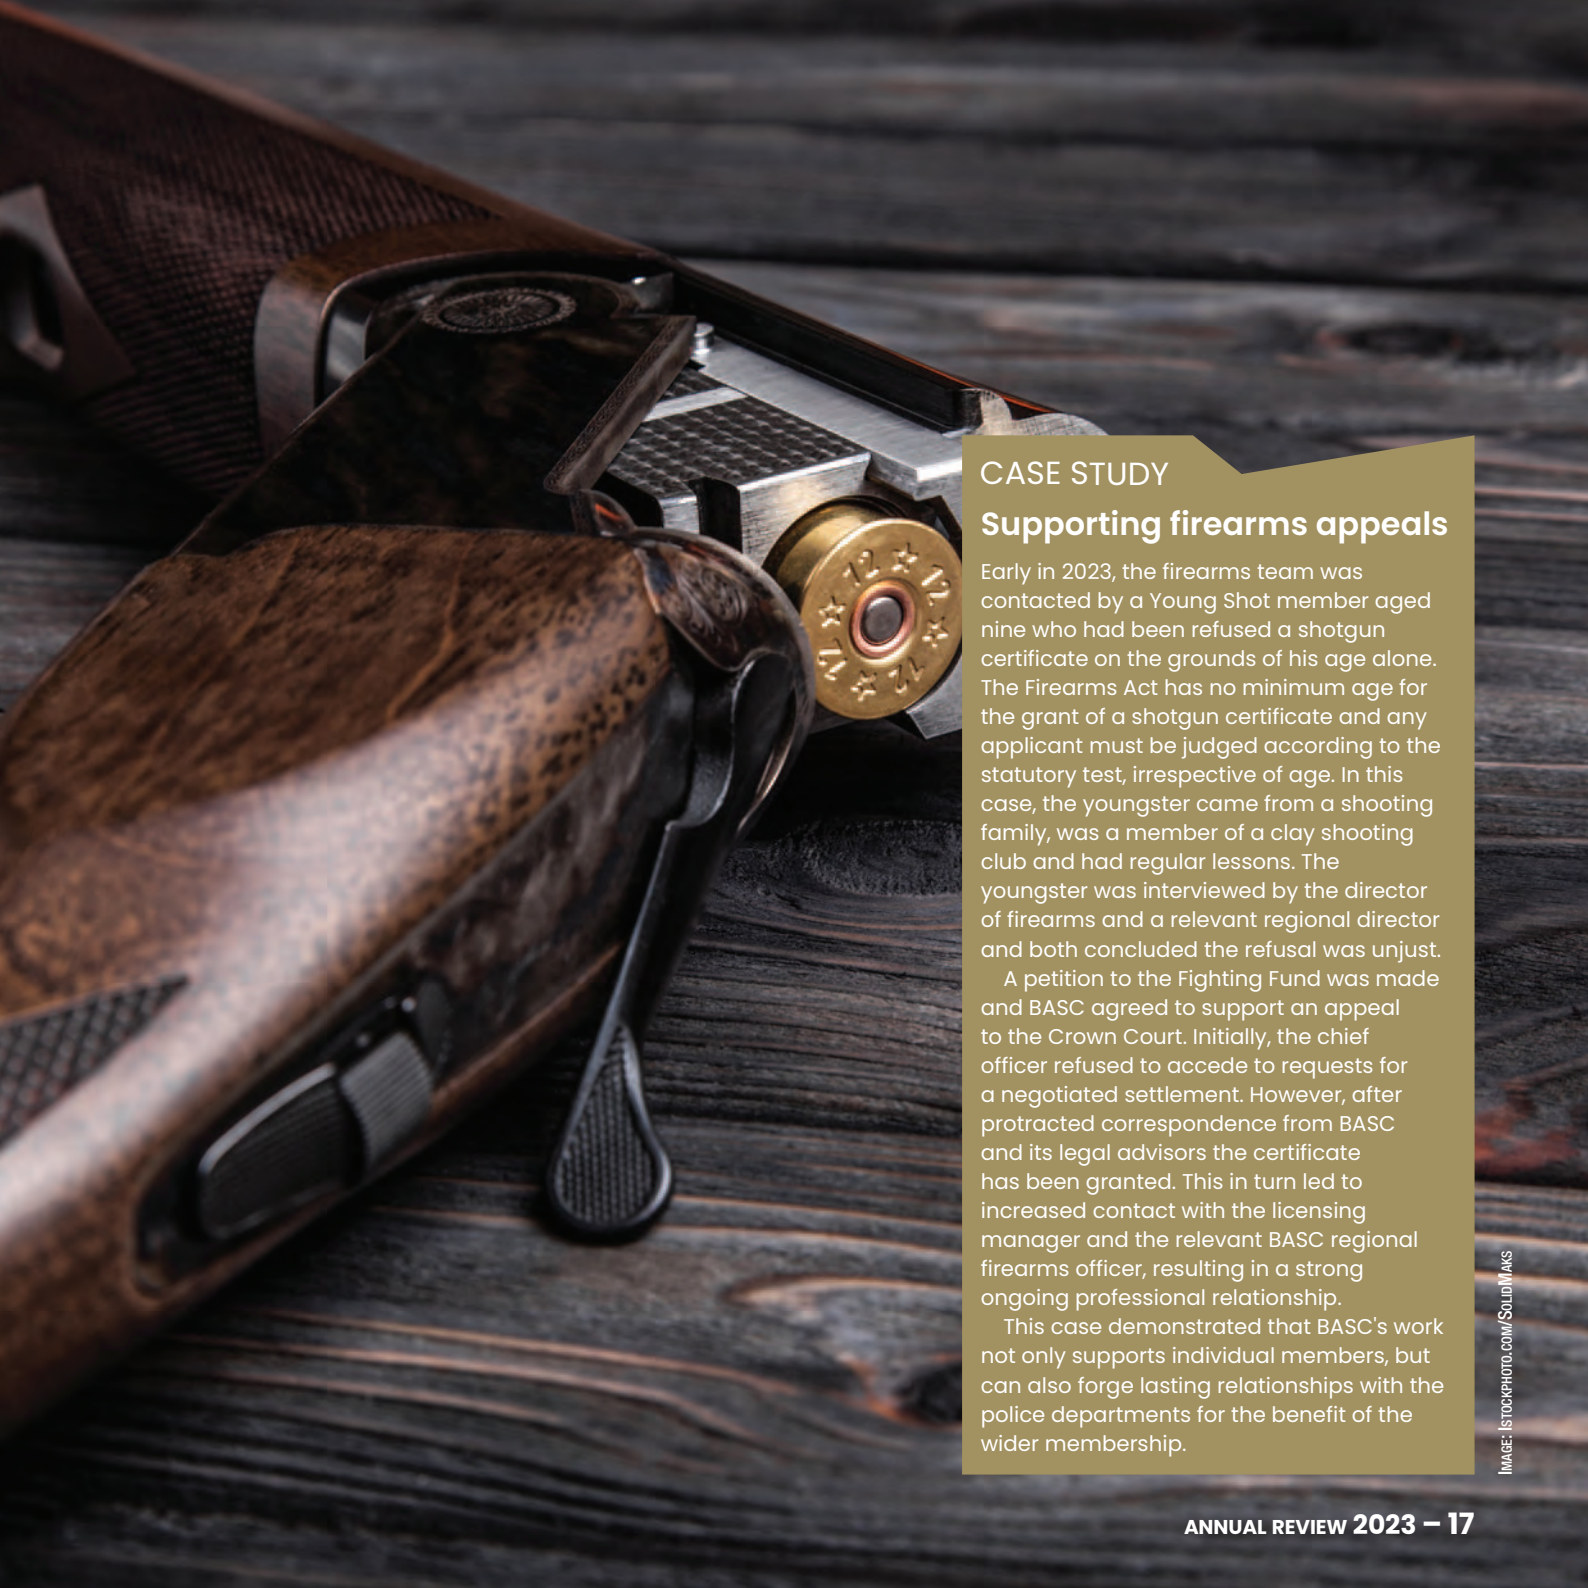 12 12 12 12
CASE STUDY
Supporting firearms appeals
Early in 2023, the firearms team was
contacted by a Young Shot member aged
nine who had been refused a shotgun
certificate on the grounds of his age alone.
The Firearms Act has no minimum age for
the grant of a shotgun certificate and any
applicant must be judged according to the
statutory test, irrespective of age. In this
case, the youngster came from a shooting
family, was a member of a clay shooting
club and had regular lessons. The
youngster was interviewed by the director
of firearms and a relevant regional director
and both concluded the refusal was unjust.
A petition to the Fighting Fund was made
and BASC agreed to support an appeal
to the Crown Court. Initially, the chief
officer refused to accede to requests for
a negotiated settlement. However, after
protracted correspondence from BASC
and its legal advisors the certificate
has been granted. This in turn led to
increased contact with the licensing
manager and the relevant BASC regional
firearms officer, resulting in a strong
ongoing professional relationship.
This case demonstrated that BASC's work
not only supports individual members, but
can also forge lasting relationships with the
police departments for the benefit of the
wider membership.
IMAGE: ISTOCKPHOTO.COM/SOLIDMAKS
ANNUAL REVIEW 2023 – 17